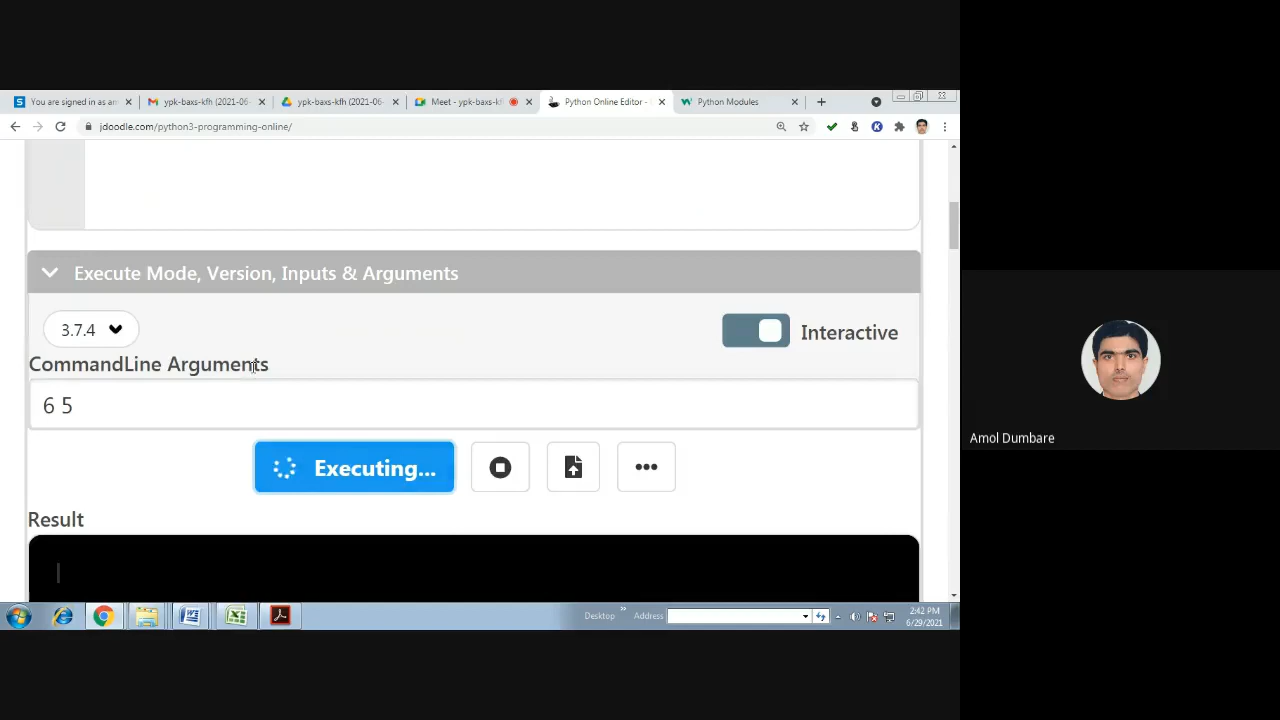 You are signed in as am
ypk-baxs-kfh (2021-06-
ypk-baxs-kfh (2021-06-
Meet - ypk-baxs-kf
Python Online Editor -
Python Modules
jdoodle.com/python3-programming-online/
Execute Mode, Version, Inputs & Arguments
3.7.4
Interactive
CommandLine Arguments
6 5
Executing...
Result
Amol Dumbare
Desktop
Address
2:42 PM
6/29/2021